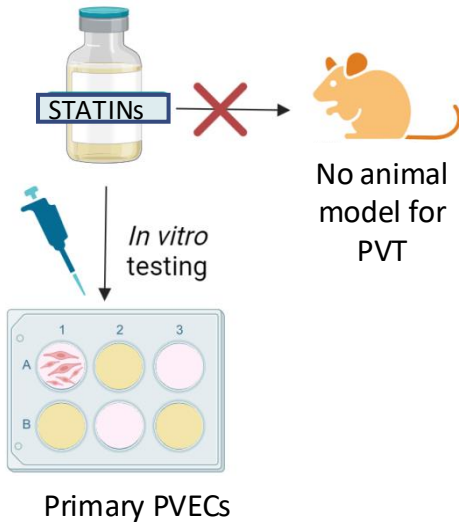 STATINs
No animal
model for
PVT
In vitro
testing
1 2 3
A
B
Primary PVECs